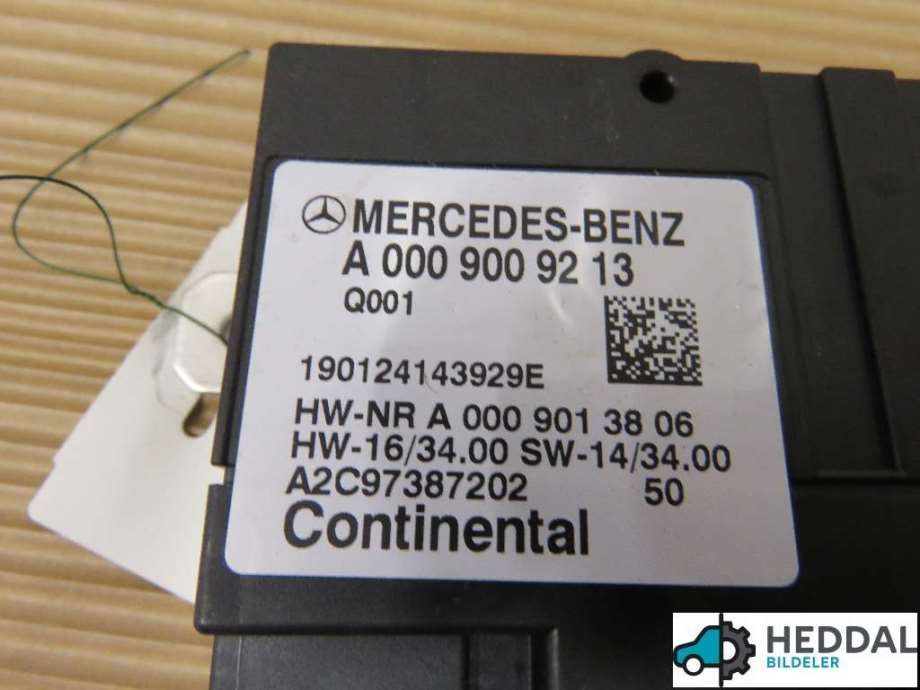 MERCEDES-BENZ
A 000 900 92 13
Q001
190124143929E
HW-NR A 000 901 38 06
HW-16/34.00 SW-14/34.00
A2C97387202 50
Continental
HEDDAL
BILDELER